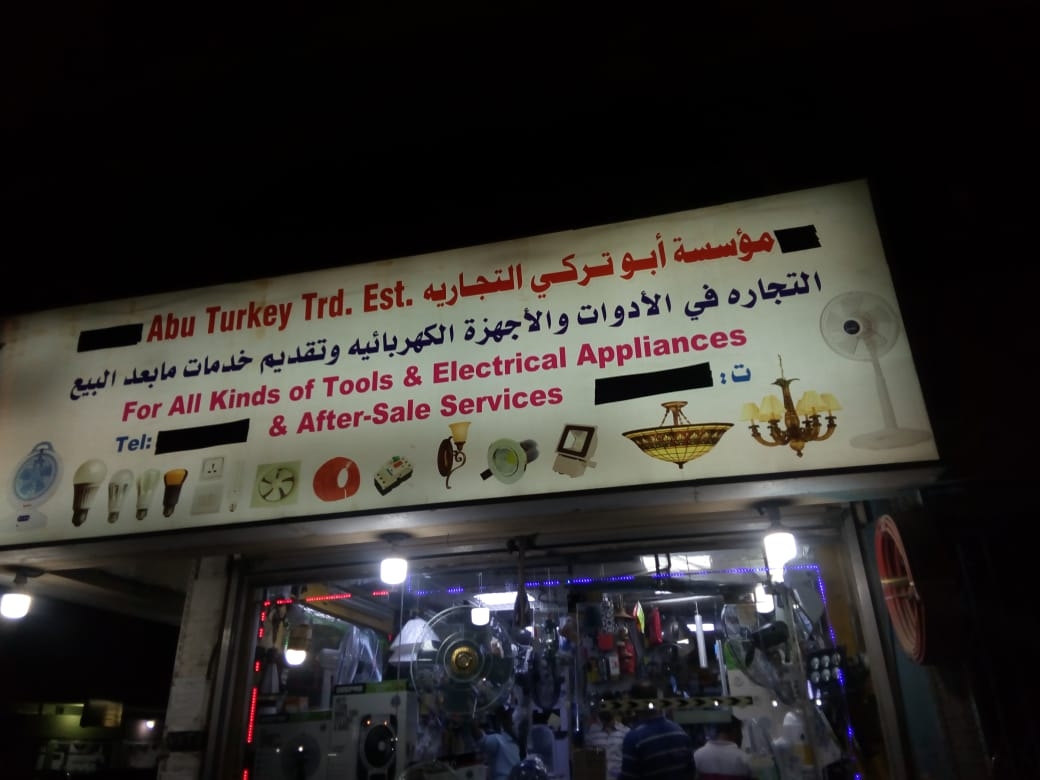 مؤسسة أبو تركي التجاريه
Abu Turkey Trd. Est.
التجاره في الأدوات والأجهزة الكهربائيه وتقديم خدمات مابعد البيع
For All Kinds of Tools & Electrical Appliances
& After-Sale Services
ت:
Tel: